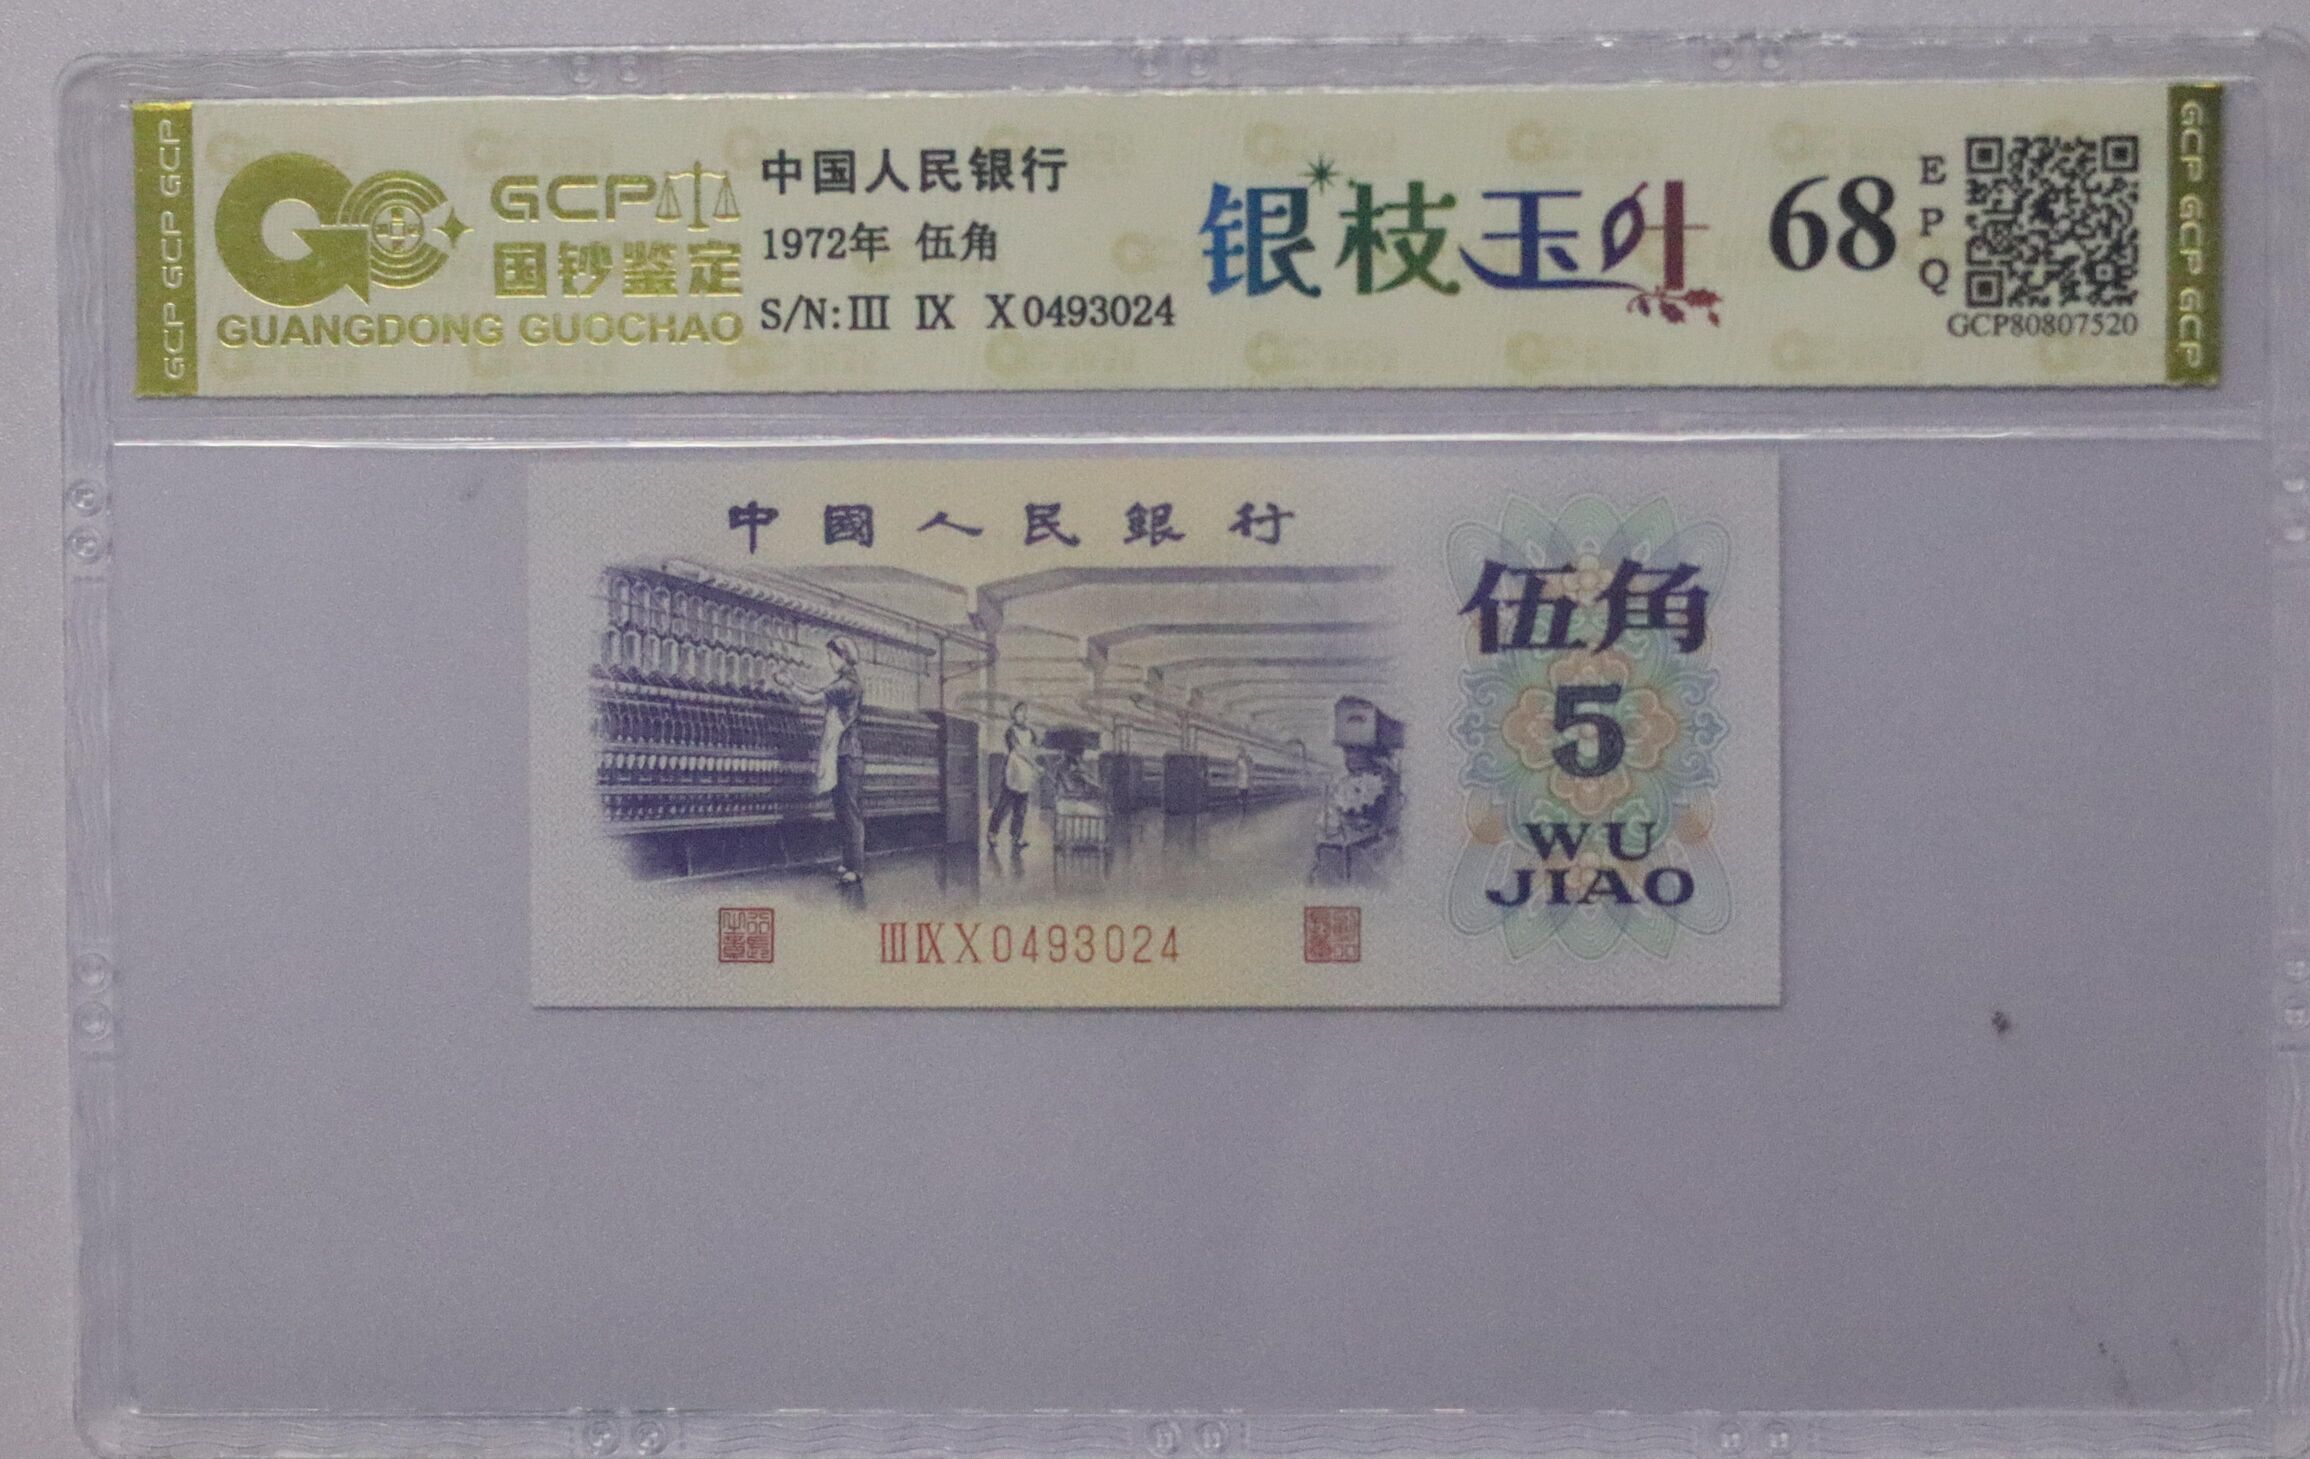 GCP GCP GCP
GCP
国钞鉴定
GUANGDONG GUOCHAO
中国人民银行
1972年 伍角
S/N:Ⅲ Ⅸ Ⅹ0493024
银枝玉叶
68
E
P
Q
GCP80807520
GCP GCP GCP
中國人民銀行
伍角
5
WU
JIAO
ⅢⅨⅩ0493024